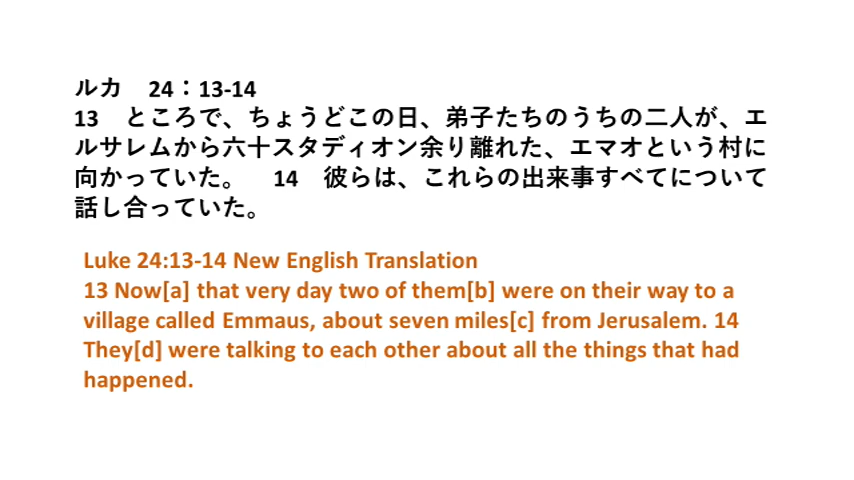 ルカ　24：13-14
13　ところで、ちょうどこの日、弟子たちのうちの二人が、エ
ルサレムから六十スタディオン余り離れた、エマオという村に
向かっていた。　14　彼らは、これらの出来事すべてについて
話し合っていた。
Luke 24:13-14 New English Translation
13 Now[a] that very day two of them[b] were on their way to a
village called Emmaus, about seven miles[c] from Jerusalem. 14
They[d] were talking to each other about all the things that had
happened.